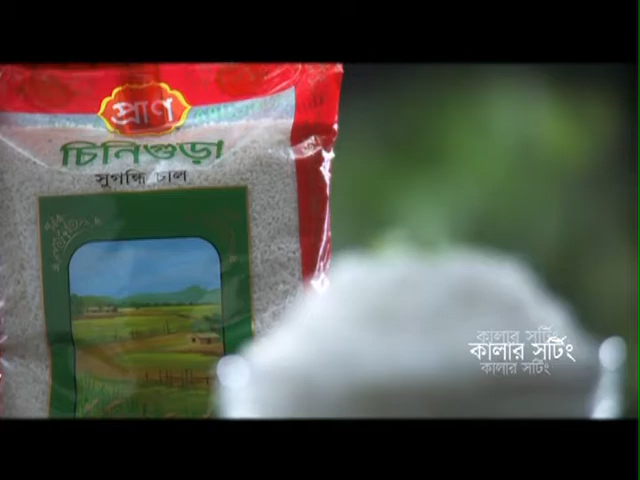 প্রাণ
চিনিগুড়া
সুগন্ধি চাল
কালার সর্টিং
কালার সর্টিং
কালার সর্টিং